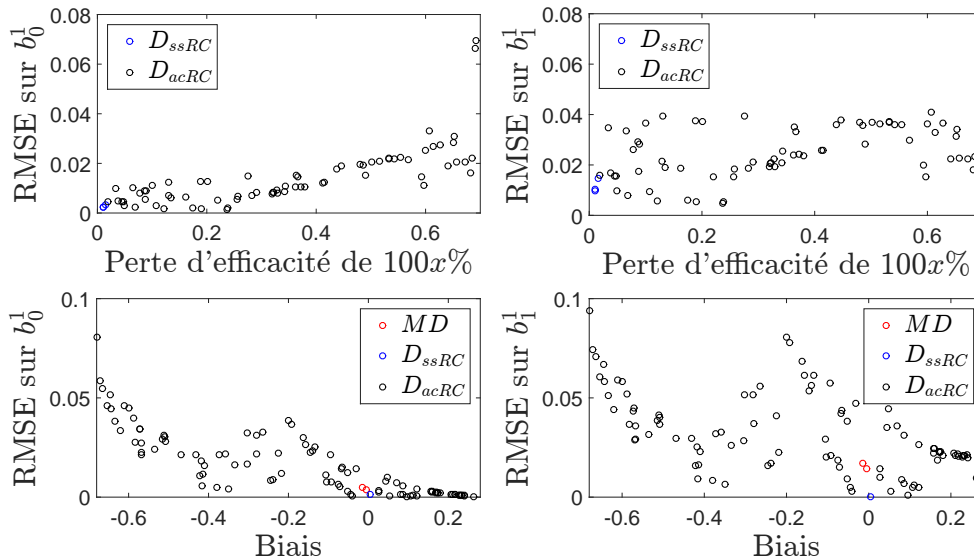 RMSE sur $b_0^1$
0.08
0.06
0.04
0.02
0
0
0.2
0.4
0.6
$D_{ssRC}$
$D_{acRC}$
Perte d'efficacité de 100$x$%
RMSE sur $b_1^1$
0.08
0.06
0.04
0.02
0
0
0.2
0.4
0.6
$D_{ssRC}$
$D_{acRC}$
Perte d'efficacité de 100$x$%
RMSE sur $b_0^1$
0.1
0.05
0
-0.6
-0.4
-0.2
0
0.2
$MD$
$D_{ssRC}$
$D_{acRC}$
Biais
RMSE sur $b_1^1$
0.1
0.05
0
-0.6
-0.4
-0.2
0
0.2
$MD$
$D_{ssRC}$
$D_{acRC}$
Biais